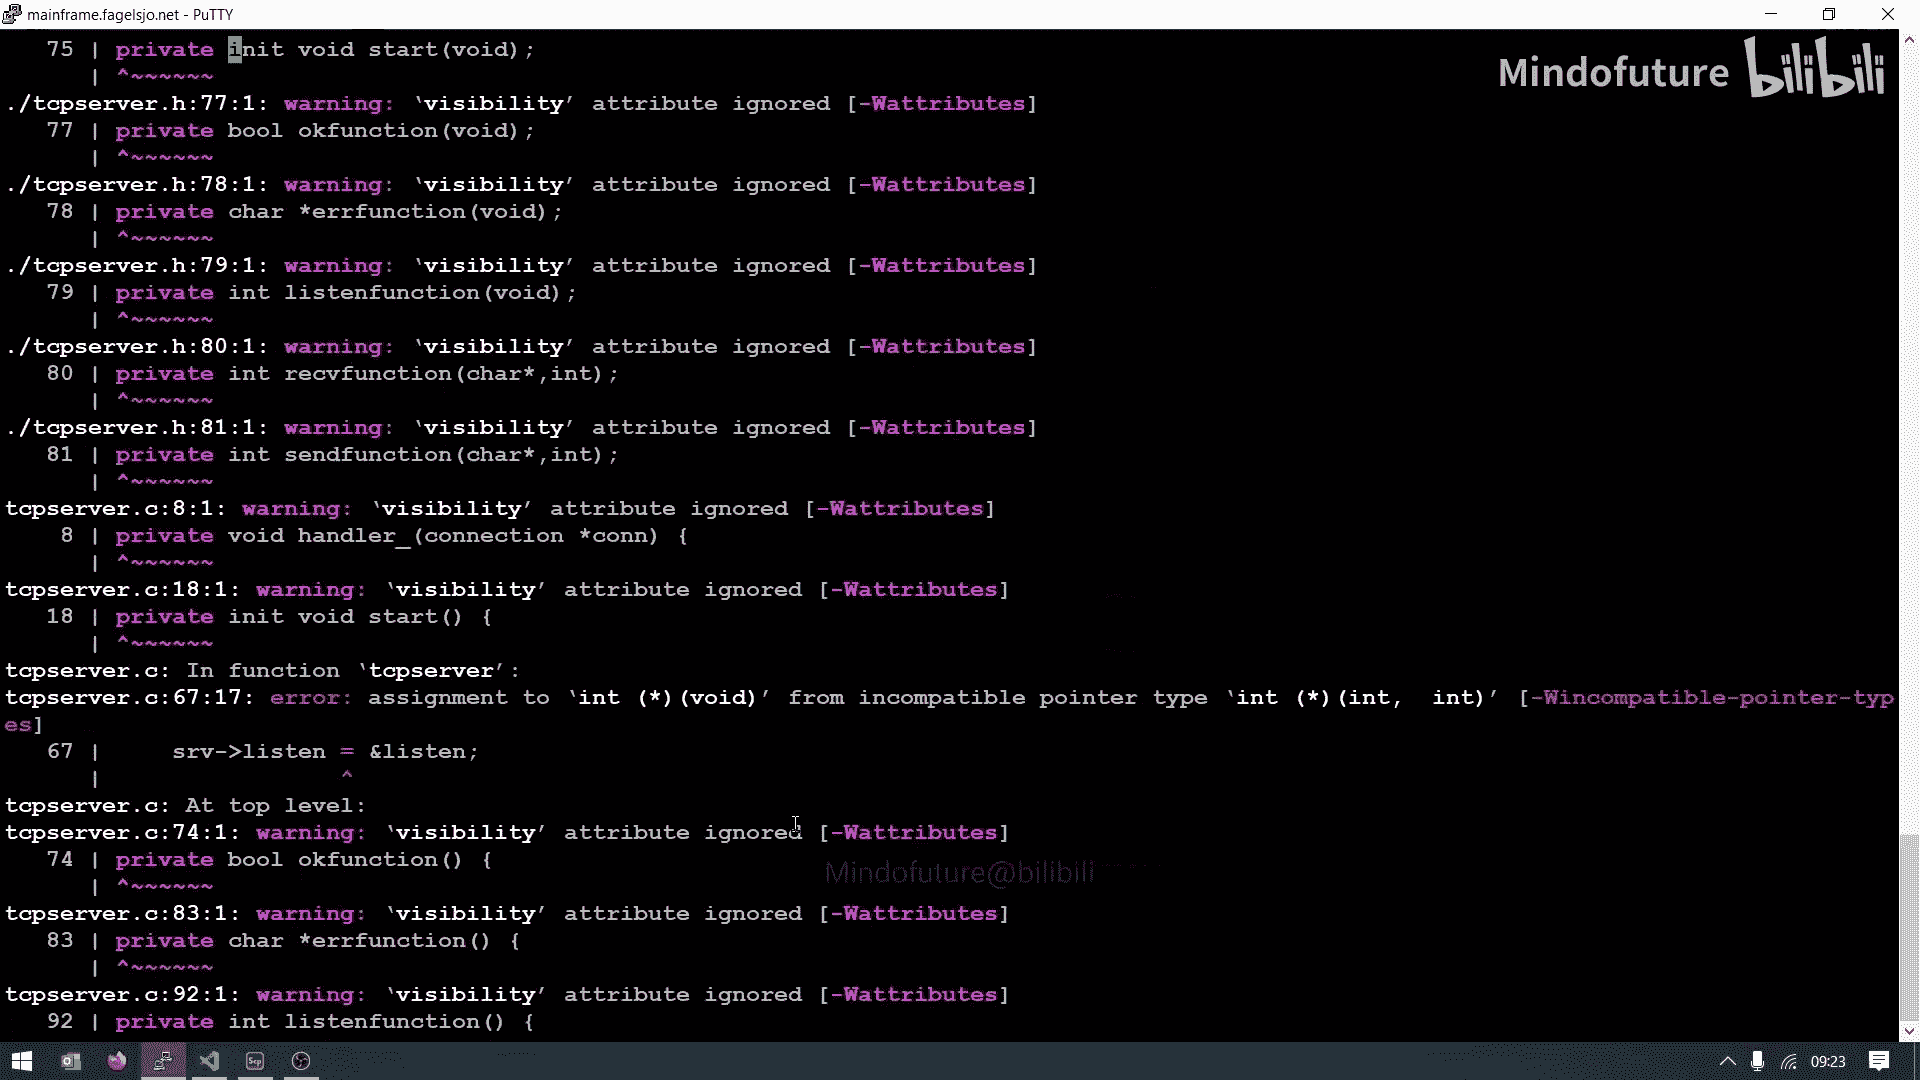 mainframe.fagelsjo.net - PuTTY
75 | private init void start(void);
| ^~~~~~~
Mindofuture bilibili
./tcpserver.h:77:1: warning: ‘visibility’ attribute ignored [-Wattributes]
77 | private bool okfunction(void);
| ^~~~~~~
./tcpserver.h:78:1: warning: ‘visibility’ attribute ignored [-Wattributes]
78 | private char *errfunction(void);
| ^~~~~~~
./tcpserver.h:79:1: warning: ‘visibility’ attribute ignored [-Wattributes]
79 | private int listenfunction(void);
| ^~~~~~~
./tcpserver.h:80:1: warning: ‘visibility’ attribute ignored [-Wattributes]
80 | private int recvfunction(char*,int);
| ^~~~~~~
./tcpserver.h:81:1: warning: ‘visibility’ attribute ignored [-Wattributes]
81 | private int sendfunction(char*,int);
| ^~~~~~~
tcpserver.c:8:1: warning: ‘visibility’ attribute ignored [-Wattributes]
8 | private void handler_(connection *conn) {
| ^~~~~~~
tcpserver.c:18:1: warning: ‘visibility’ attribute ignored [-Wattributes]
18 | private init void start() {
| ^~~~~~~
tcpserver.c: In function ‘tcpserver’:
tcpserver.c:67:17: error: assignment to ‘int (*)(void)’ from incompatible pointer type ‘int (*)(int,  int)’ [-Wincompatible-pointer-typ
es]
67 |     srv->listen = &listen;
|                 ^
tcpserver.c: At top level:
tcpserver.c:74:1: warning: ‘visibility’ attribute ignored [-Wattributes]
74 | private bool okfunction() {
Mindofuture@bilibili
| ^~~~~~~
tcpserver.c:83:1: warning: ‘visibility’ attribute ignored [-Wattributes]
83 | private char *errfunction() {
| ^~~~~~~
tcpserver.c:92:1: warning: ‘visibility’ attribute ignored [-Wattributes]
92 | private int listenfunction() {
Scp
09:23